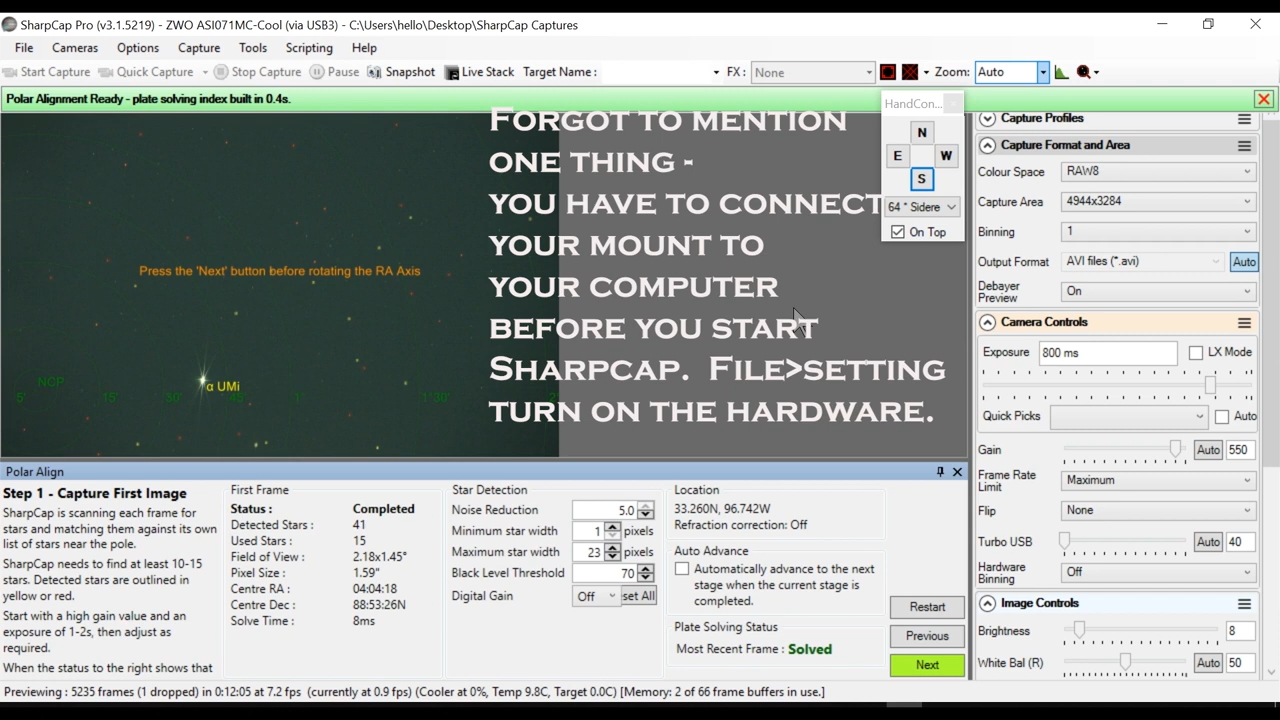 SharpCap Pro (v3.1.5219) - ZWO ASI071MC-Cool (via USB3) - C:\Users\hello\Desktop\SharpCap Captures
File Cameras Options Capture Tools Scripting Help
Start Capture Quick Capture Stop Capture Pause Snapshot Live Stack Target Name : FX : None Zoom: Auto
Polar Alignment Ready - plate solving index built in 0.4s.
Forgot to mention
one thing -
you have to connect
your mount to
your computer
before you start
Sharpcap. File>setting
turn on the hardware.
HandCon...
N
E W
S
64 * Sidere
On Top
Press the 'Next' button before rotating the RA Axis
NCP
α UMi
5' 15' 30' 45' 1° 1°30'
Capture Profiles
Capture Format and Area
Colour Space RAW8
Capture Area 4944x3284
Binning 1
Output Format AVI files (*.avi) Auto
Debayer
Preview On
Camera Controls
Exposure 800 ms LX Mode
Quick Picks Auto
Gain Auto 550
Frame Rate
Limit Maximum
Flip None
Turbo USB Auto 40
Hardware
Binning Off
Image Controls
Brightness 8
White Bal (R) Auto 50
Polar Align
Step 1 - Capture First Image
SharpCap is scanning each frame for
stars and matching them against its own
list of stars near the pole.
SharpCap needs to find at least 10-15
stars. Detected stars are outlined in
yellow or red.
Start with a high gain value and an
exposure of 1-2s, then adjust as
required.
When the status to the right shows that
First Frame
Status : Completed
Detected Stars : 41
Used Stars : 15
Field of View : 2.18x1.45°
Pixel Size : 1.59"
Centre RA : 04:04:18
Centre Dec : 88:53:26N
Solve Time : 8ms
Star Detection
Noise Reduction 5.0
Minimum star width 1 pixels
Maximum star width 23 pixels
Black Level Threshold 70
Digital Gain Off set All
Location
33.260N, 96.742W
Refraction correction: Off
Auto Advance
Automatically advance to the next
stage when the current stage is
completed.
Plate Solving Status
Most Recent Frame : Solved
Restart
Previous
Next
Previewing : 5235 frames (1 dropped) in 0:12:05 at 7.2 fps (currently at 0.9 fps) (Cooler at 0%, Temp 9.8C, Target 0.0C) [Memory: 2 of 66 frame buffers in use.]